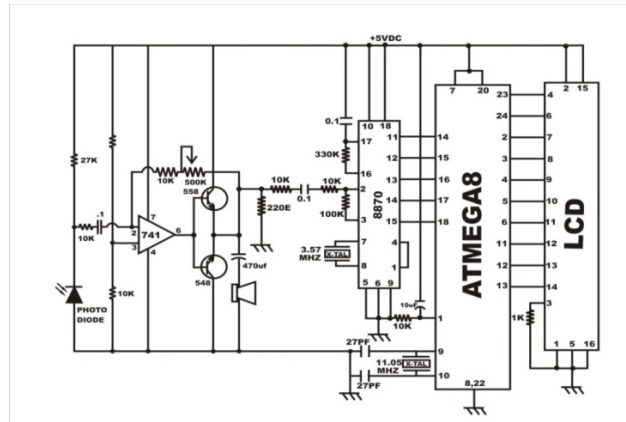 +5VDC
27K
10K
.1
10K
500K
558
7
2
741
6
3
4
10K
548
470uf
PHOTO
DIODE
220E
10K
0.1
10K
100K
0.1
330K
17
16
2
3
7
8
10 18
8870
11
12
13
14
15
4
1
5 6 9
3.57
MHZ
X-TAL
10uF
10K
27PF
27PF
11.05
MHZ
X-TAL
7 20
14
15
16
17
18
1
9
10
ATMEGA8
8,22
23
24
2
3
4
5
6
11
12
13
4
6
7
8
9
10
11
12
13
14
3
2 15
LCD
1K
1 5 16